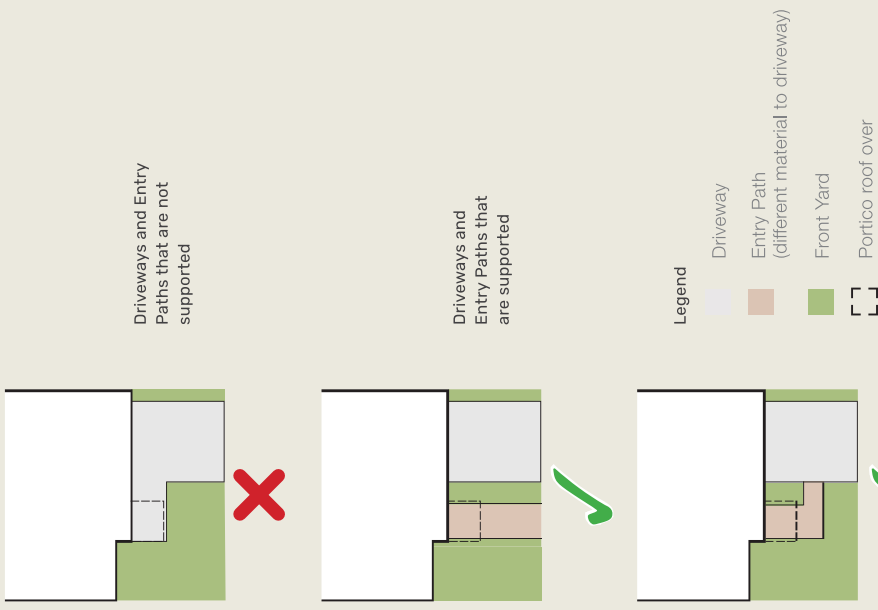 Driveways and Entry
Paths that are not
supported
Driveways and
Entry Paths that
are supported
Legend
Driveway
Entry Path
(different material to driveway)
Front Yard
Portico roof over